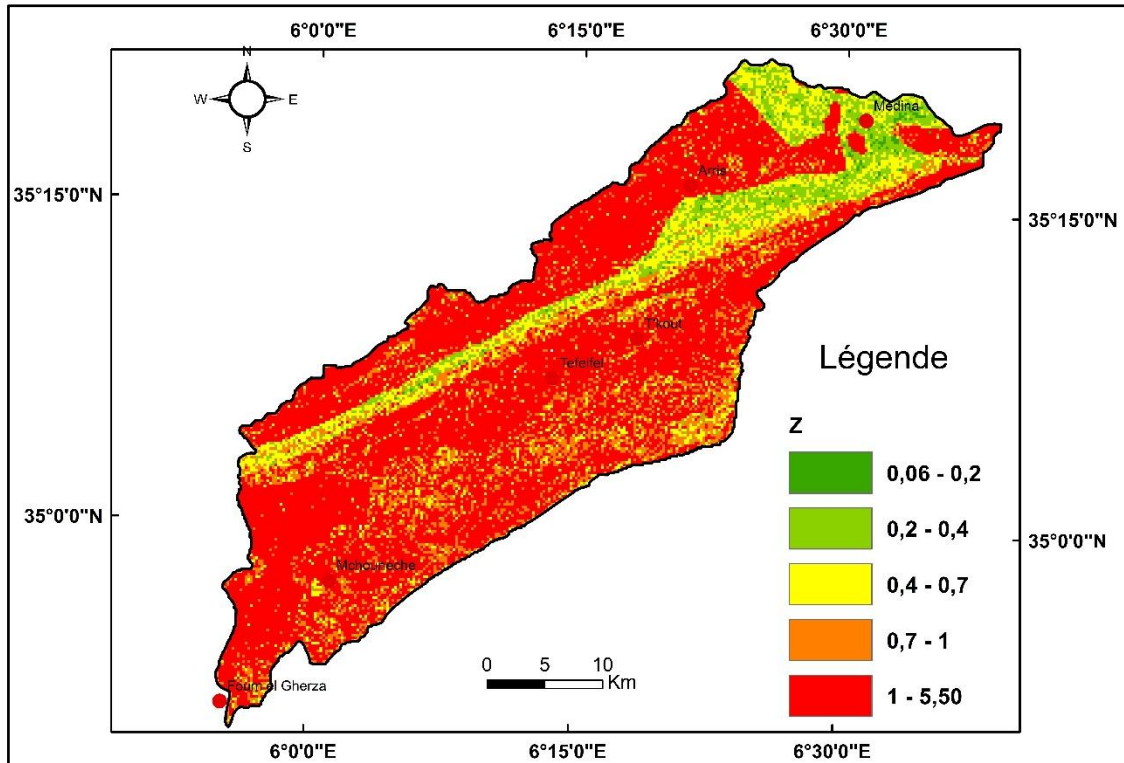 6°0'0"E 6°15'0"E 6°30'0"E
N
W E
S
Médina
35°15'0"N
Arris
35°15'0"N
T'kout
Légende
Tefelfel
Z
0,06 - 0,2
35°0'0"N
0,2 - 0,4
35°0'0"N
0,4 - 0,7
Mchouneche
0,7 - 1
0 5 10
Km
Foum el Gherza
1 - 5,50
6°0'0"E 6°15'0"E 6°30'0"E